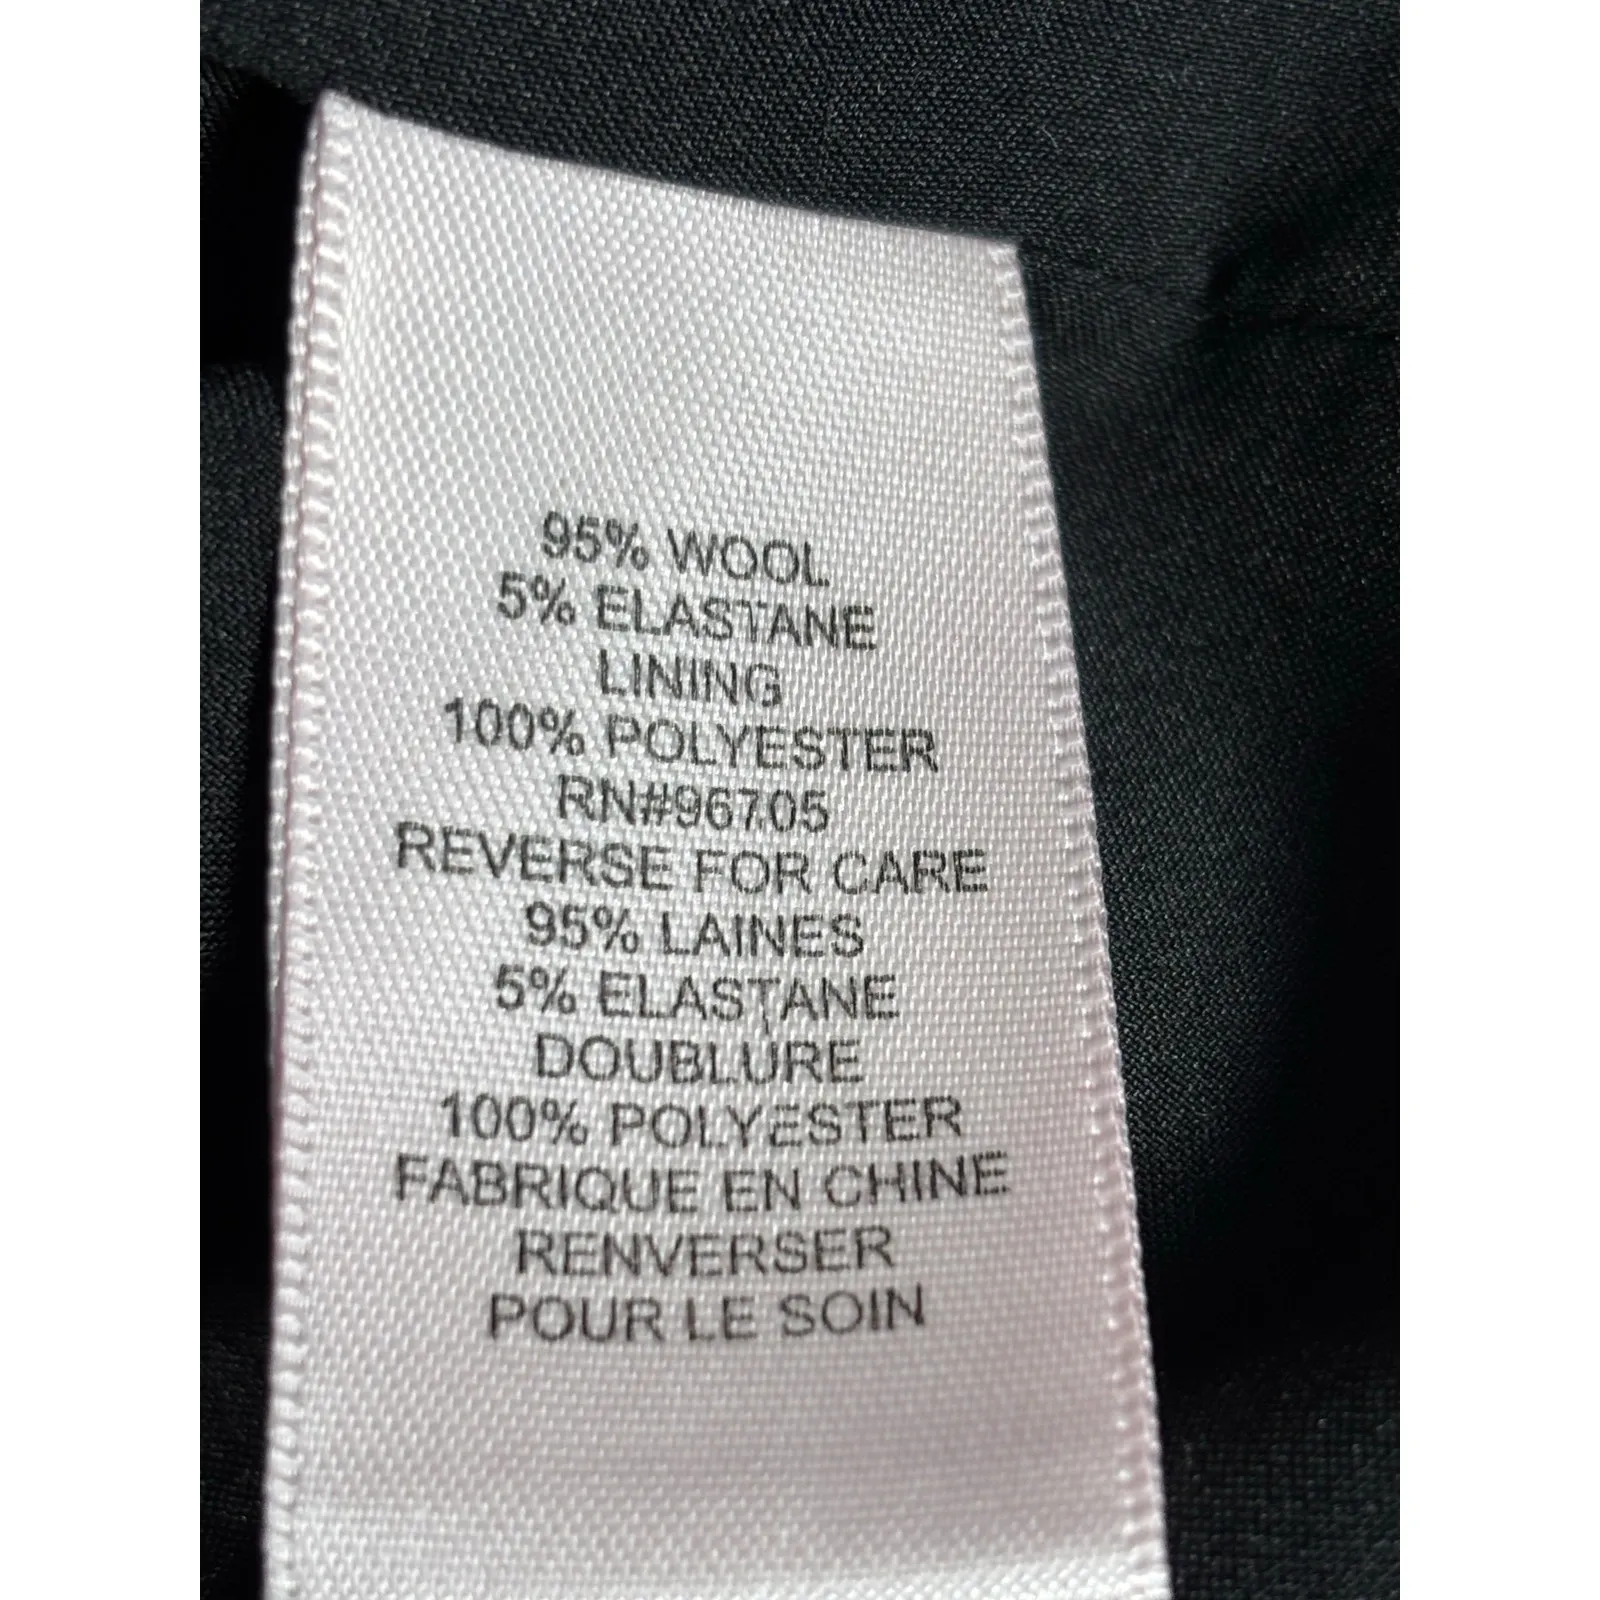 95% WOOL
5% ELASTANE
LINING
100% POLYESTER
RN#96705
REVERSE FOR CARE
95% LAINES
5% ELASTANE
DOUBLURE
100% POLYESTER
FABRIQUE EN CHINE
RENVERSER
POUR LE SOIN